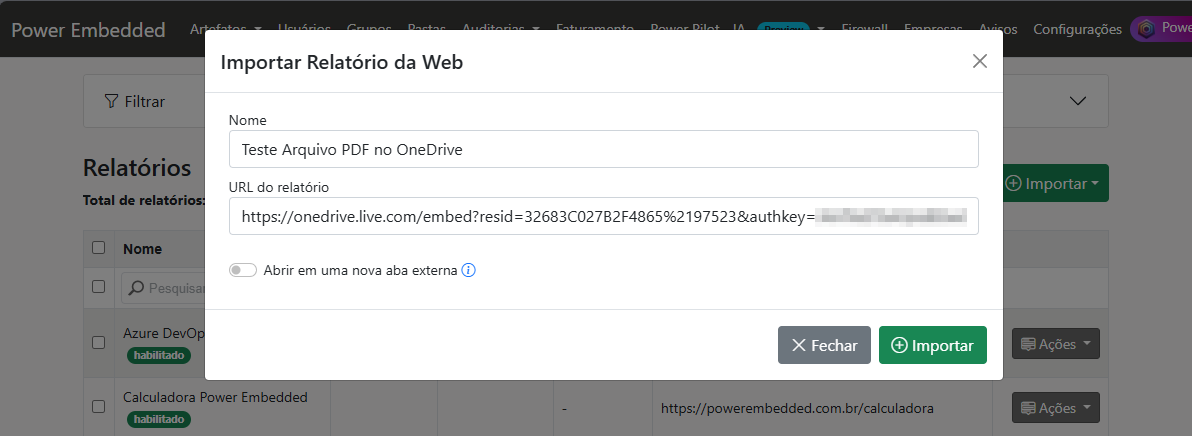 Power Embedded
Artefatos Usuários Grupos Pastas Auditorias Faturamento Power Pilot IA Preview Firewall Empresas Avisos Configurações Powe
Importar Relatório da Web
Filtrar
Nome
Teste Arquivo PDF no OneDrive
Relatórios
URL do relatório
Importar
Total de relatórios:
https://onedrive.live.com/embed?resid=32683C027B2F4865%2197523&authkey=
Nome
Abrir em uma nova aba externa
Pesquisar
Azure DevOp
habilitado
Fechar
Importar
Ações
Calculadora Power Embedded
habilitado
-
https://powerembedded.com.br/calculadora
Ações